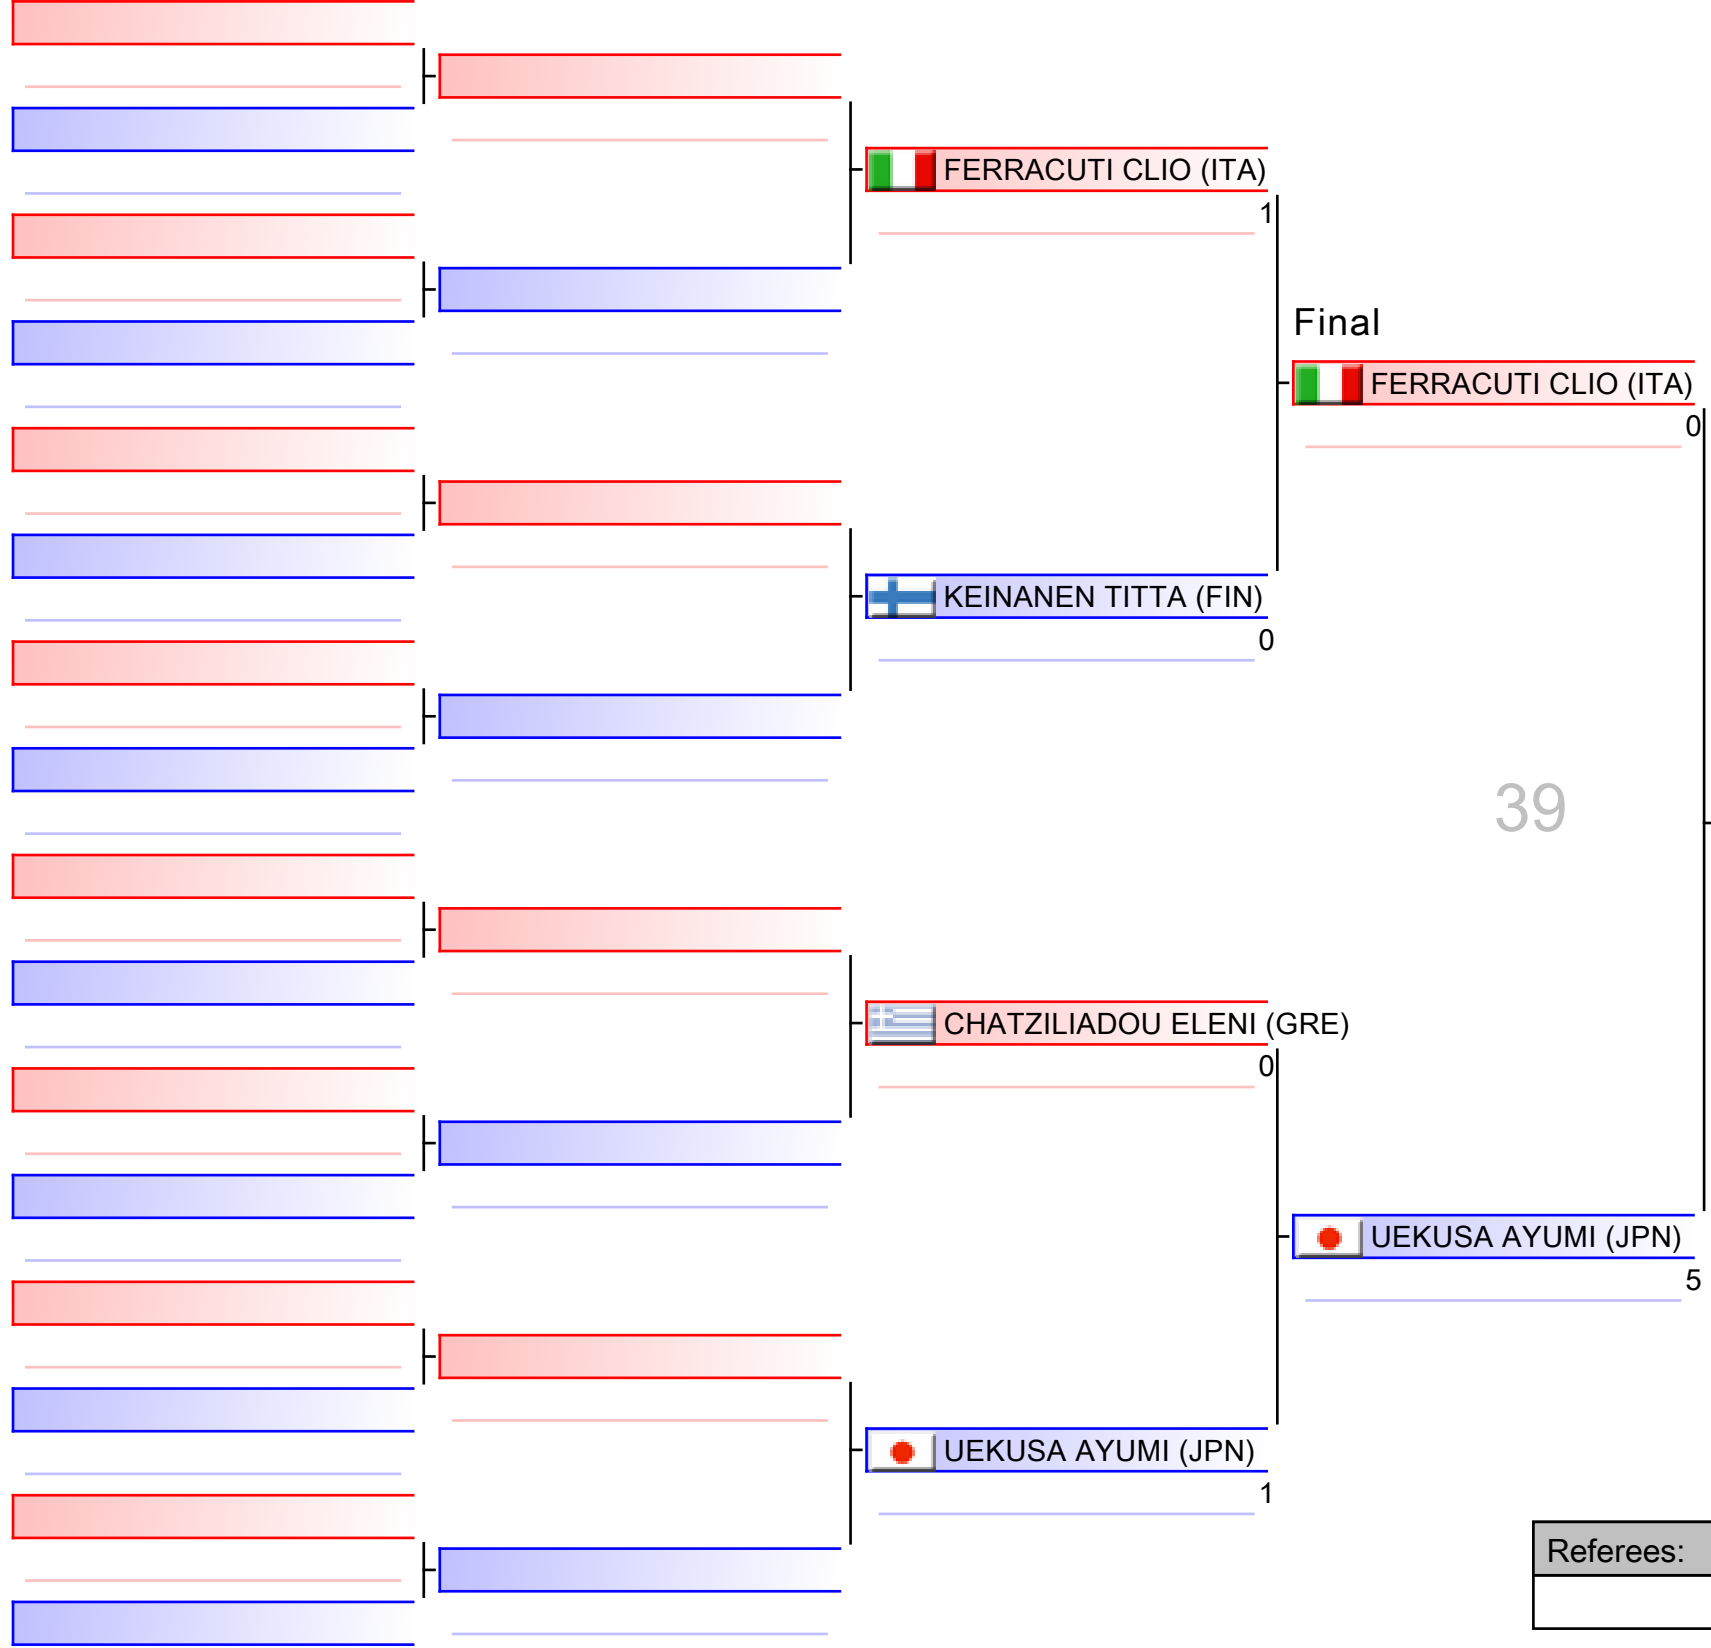 FERRACUTI CLIO (ITA)
1
Final
FERRACUTI CLIO (ITA)
0
KEINANEN TITTA (FIN)
0
39
CHATZILIADOU ELENI (GRE)
0
UEKUSA AYUMI (JPN)
5
UEKUSA AYUMI (JPN)
1
Referees: